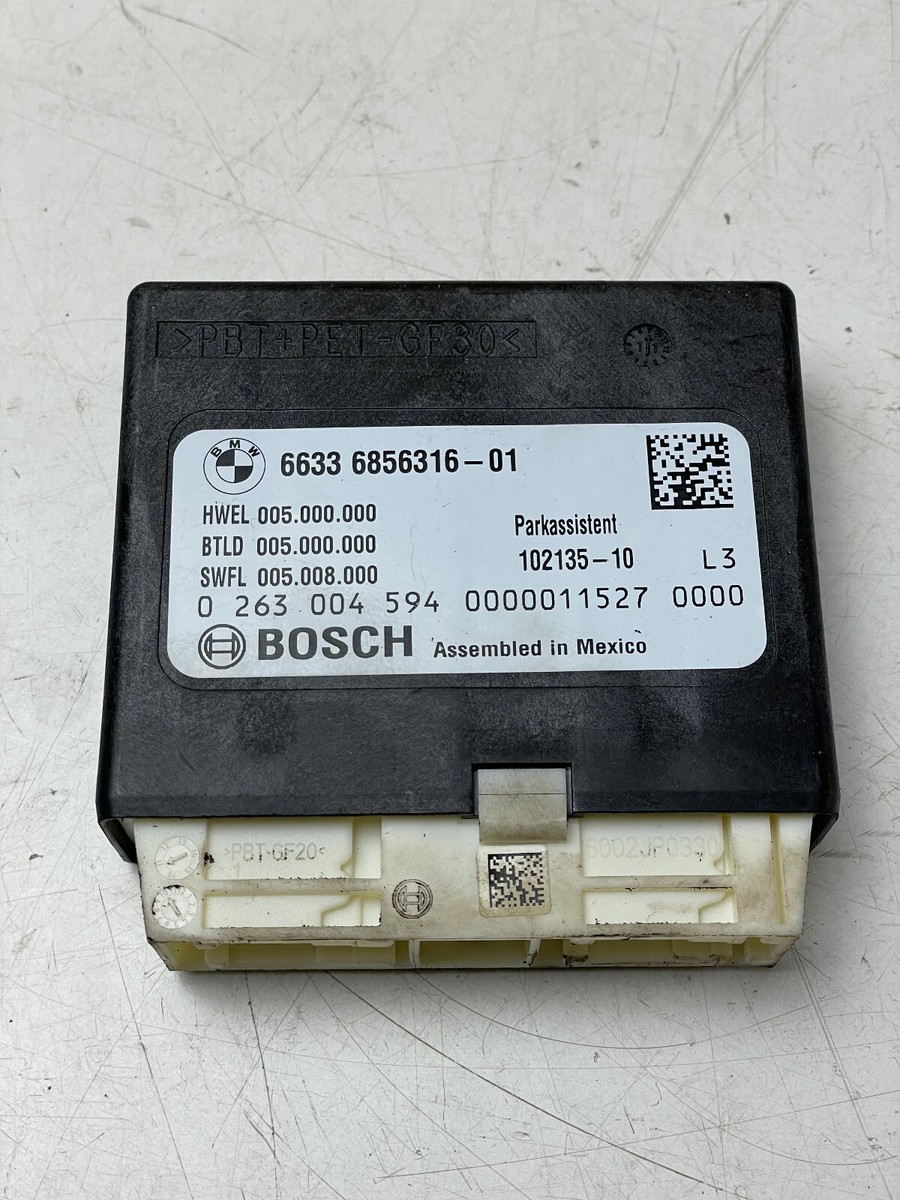 >PBT+PET-GF30<
BMW
6633 6856316-01
HWEL 005.000.000
BTLD 005.000.000
SWFL 005.008.000
Parkassistent
102135-10 L3
0 263 004 594 0000011527 0000
BOSCH Assembled in Mexico
>PBT-GF20<